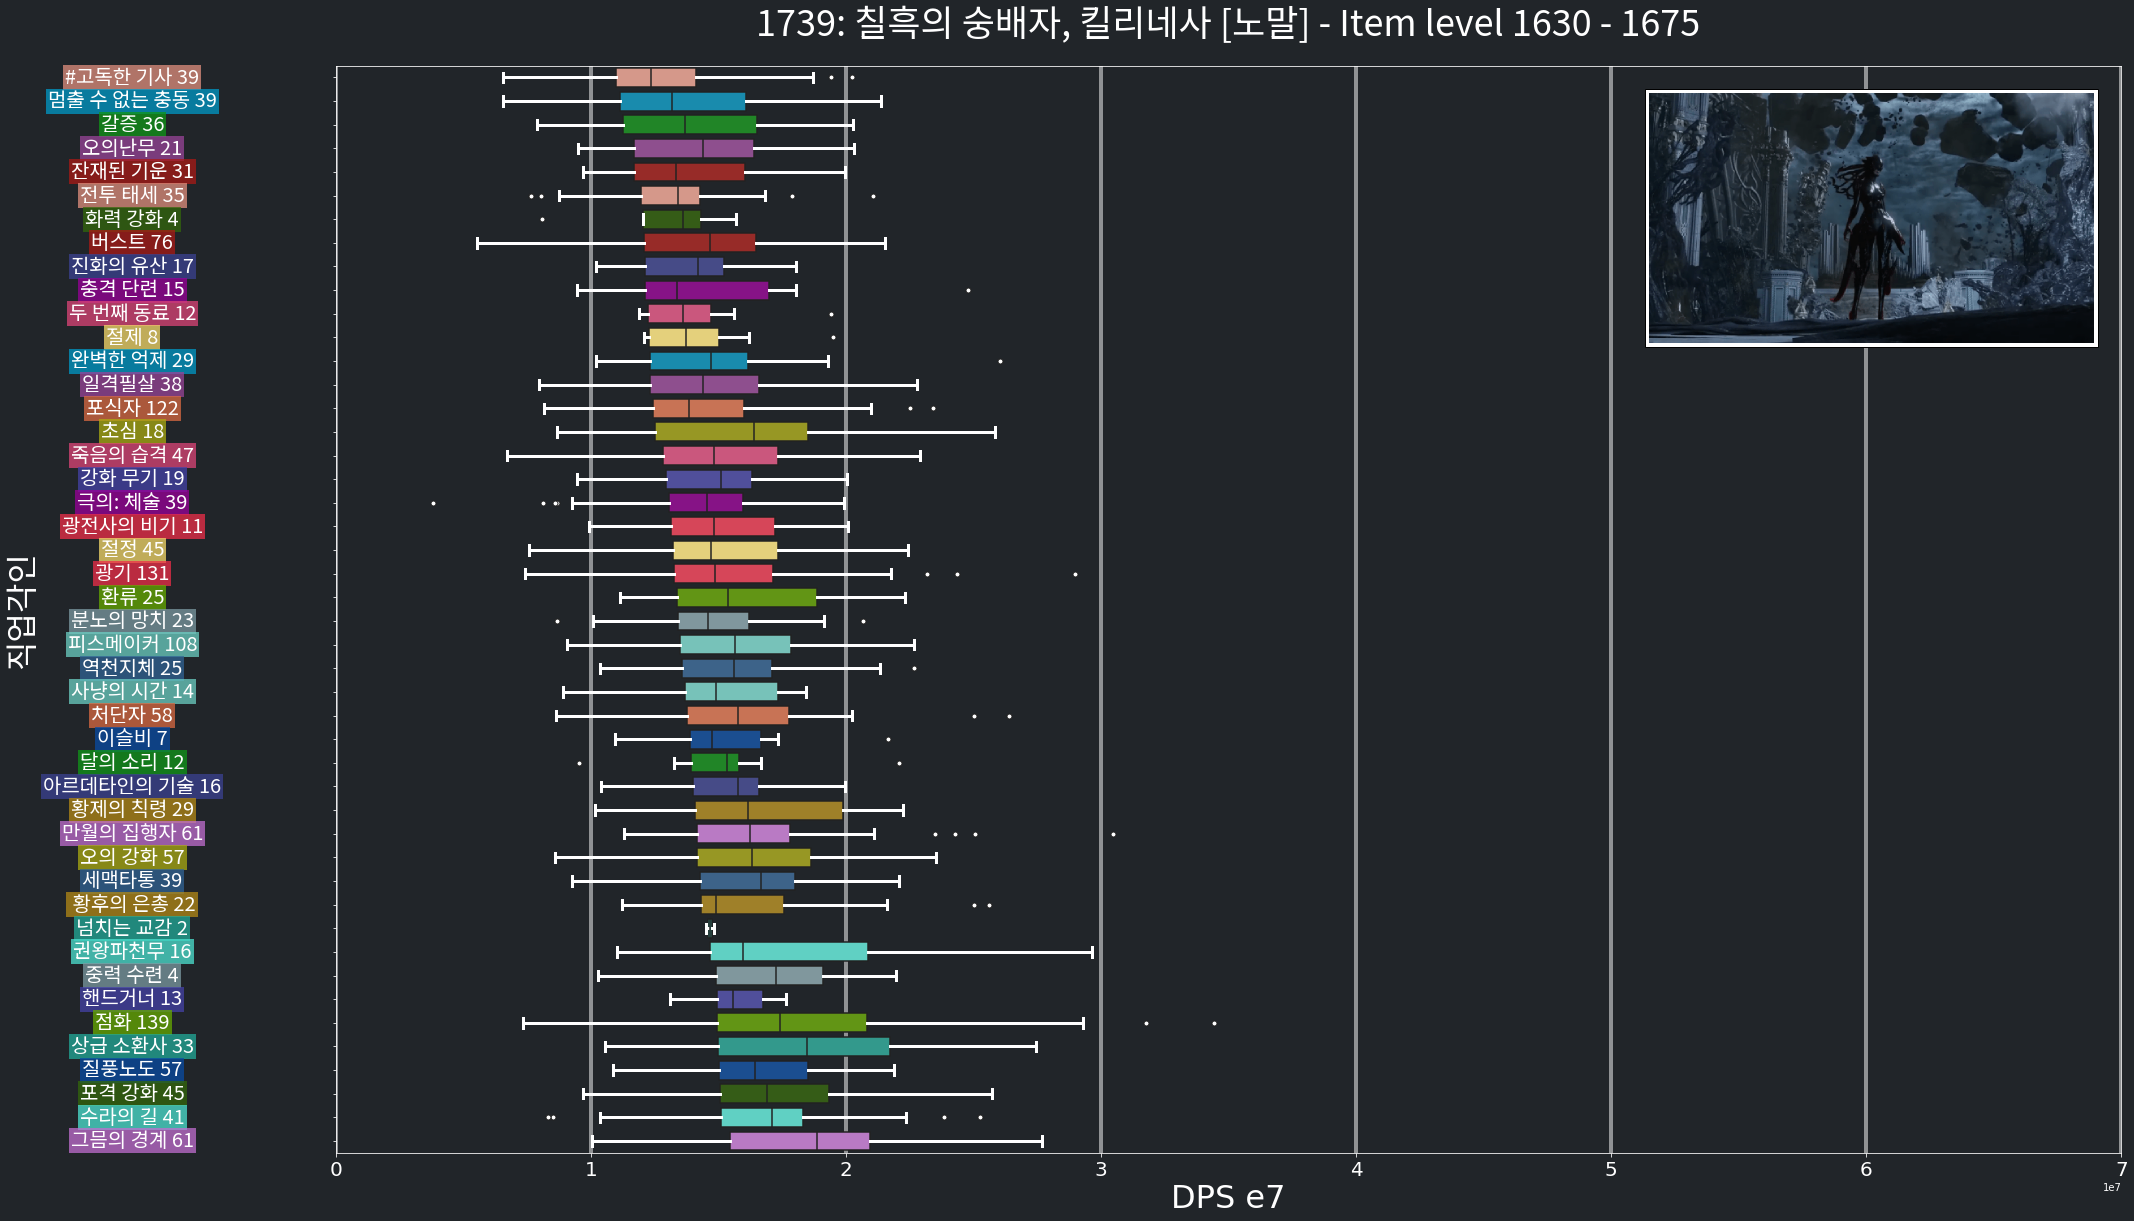 1739: 칠흑의 숭배자, 킬리네사 [노말] - Item level 1630 - 1675
#고독한 기사 39
멈출 수 없는 충동 39
갈증 36
오의난무 21
잔재된 기운 31
전투 태세 35
화력 강화 4
버스트 76
진화의 유산 17
충격 단련 15
두 번째 동료 12
절제 8
완벽한 억제 29
일격필살 38
포식자 122
초심 18
죽음의 습격 47
강화 무기 19
극의: 체술 39
광전사의 비기 11
절정 45
광기 131
환류 25
분노의 망치 23
피스메이커 108
역천지체 25
사냥의 시간 14
처단자 58
이슬비 7
달의 소리 12
아르데타인의 기술 16
황제의 칙령 29
만월의 집행자 61
오의 강화 57
세맥타통 39
황후의 은총 22
넘치는 교감 2
권왕파천무 16
중력 수련 4
핸드거너 13
점화 139
상급 소환사 33
질풍노도 57
포격 강화 45
수라의 길 41
그믐의 경계 61
직업각인
0 1 2 3 4 5 6 7
1e7
DPS e7